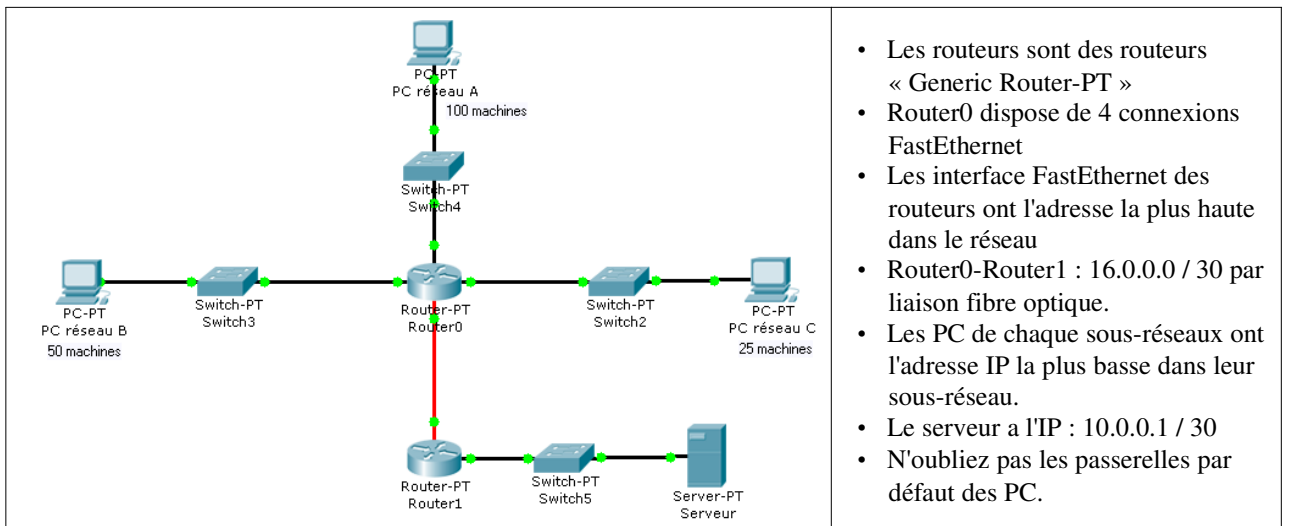 PC-PT
PC réseau A
100 machines
Switch-PT
Switch4
PC-PT
PC réseau B
50 machines
Switch-PT
Switch3
Router-PT
Router0
Switch-PT
Switch2
PC-PT
PC réseau C
25 machines
Router-PT
Router1
Switch-PT
Switch5
Server-PT
Serveur
• Les routeurs sont des routeurs
« Generic Router-PT »
• Router0 dispose de 4 connexions
FastEthernet
• Les interface FastEthernet des
routeurs ont l'adresse la plus haute
dans le réseau
• Router0-Router1 : 16.0.0.0 / 30 par
liaison fibre optique.
• Les PC de chaque sous-réseaux ont
l'adresse IP la plus basse dans leur
sous-réseau.
• Le serveur a l'IP : 10.0.0.1 / 30
• N'oubliez pas les passerelles par
défaut des PC.